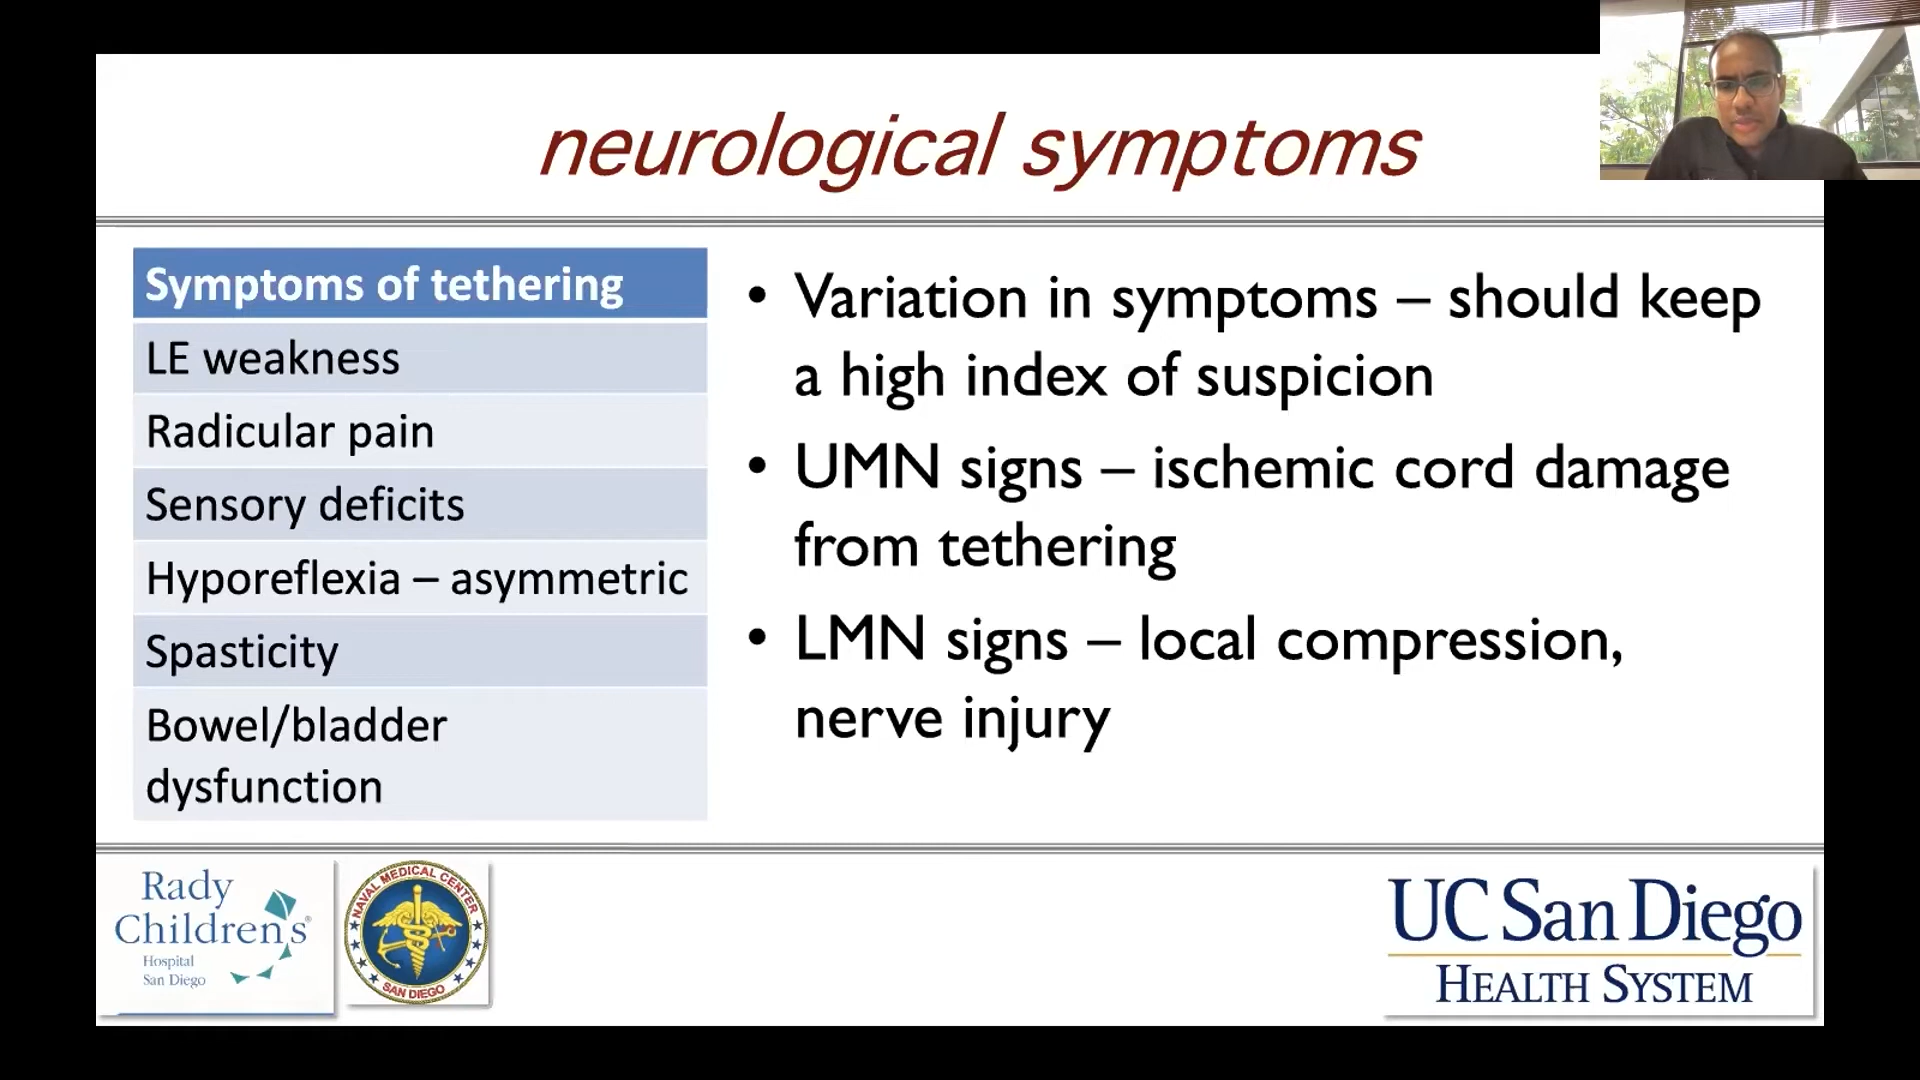 neurological symptoms
Symptoms of tethering
LE weakness
Radicular pain
Sensory deficits
Hyporeflexia – asymmetric
Spasticity
Bowel/bladder
dysfunction
• Variation in symptoms – should keep
a high index of suspicion
• UMN signs – ischemic cord damage
from tethering
• LMN signs – local compression,
nerve injury
Rady
Children's®
Hospital
San Diego
NAVAL MEDICAL CENTER
SAN DIEGO
UC San Diego
HEALTH SYSTEM